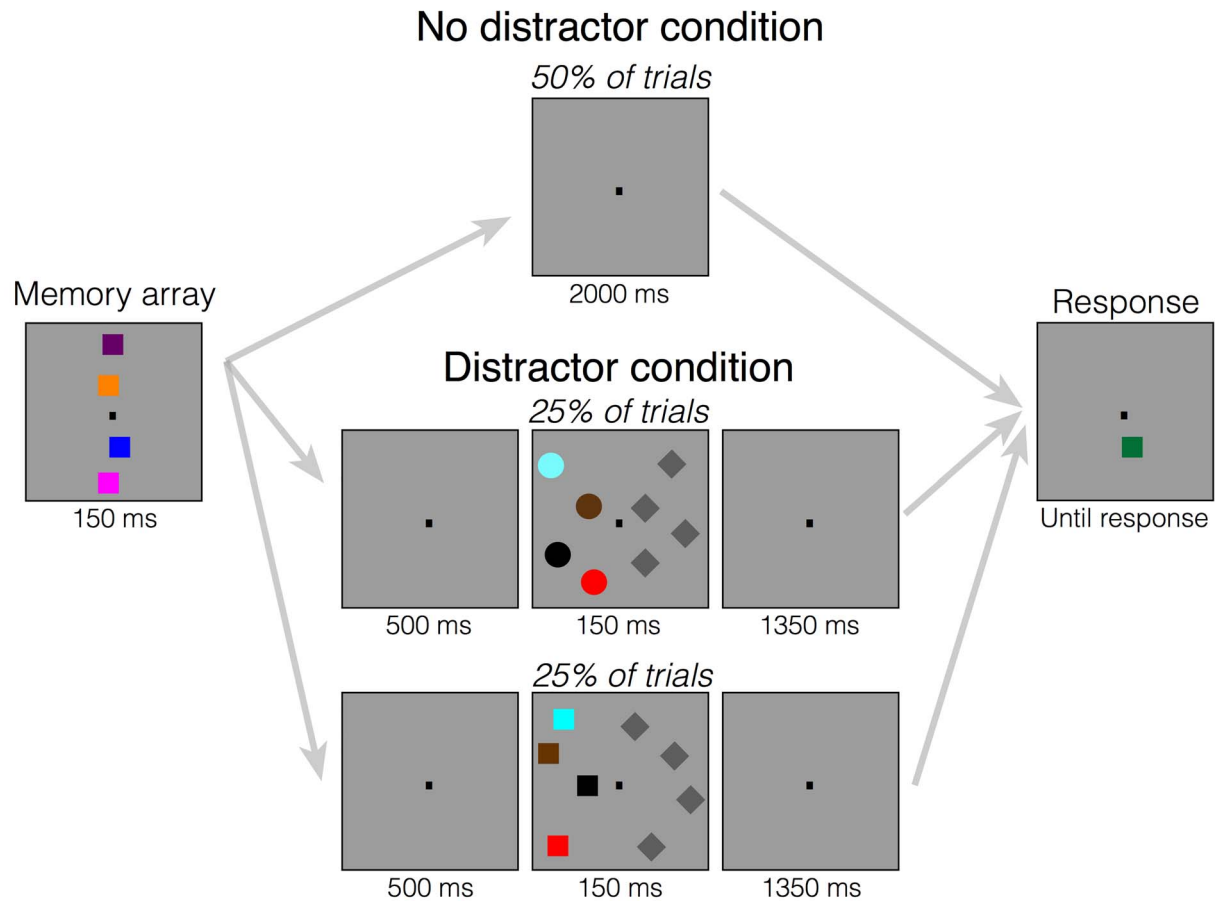 No distractor condition
50% of trials
2000 ms
Memory array
150 ms
Response
Until response
Distractor condition
25% of trials
500 ms
150 ms
1350 ms
25% of trials
500 ms
150 ms
1350 ms